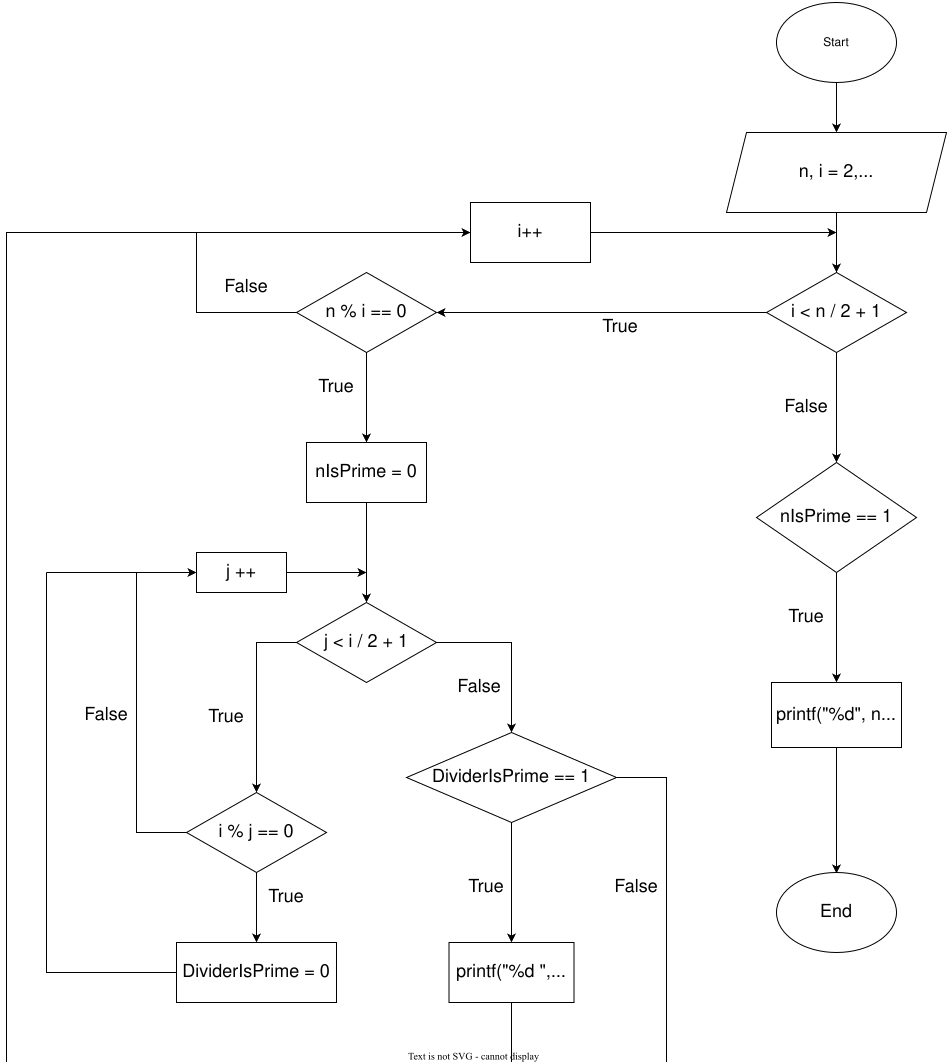 Start
n, i = 2,...
i++
False
n % i == 0
i < n / 2 + 1
True
True
False
nIsPrime = 0
nIsPrime == 1
j ++
True
j < i / 2 + 1
False
False
True
printf("%d", n...
DividerIsPrime == 1
i % j == 0
True
True
False
End
DividerIsPrime = 0
printf("%d ",...
Text is not SVG - cannot display